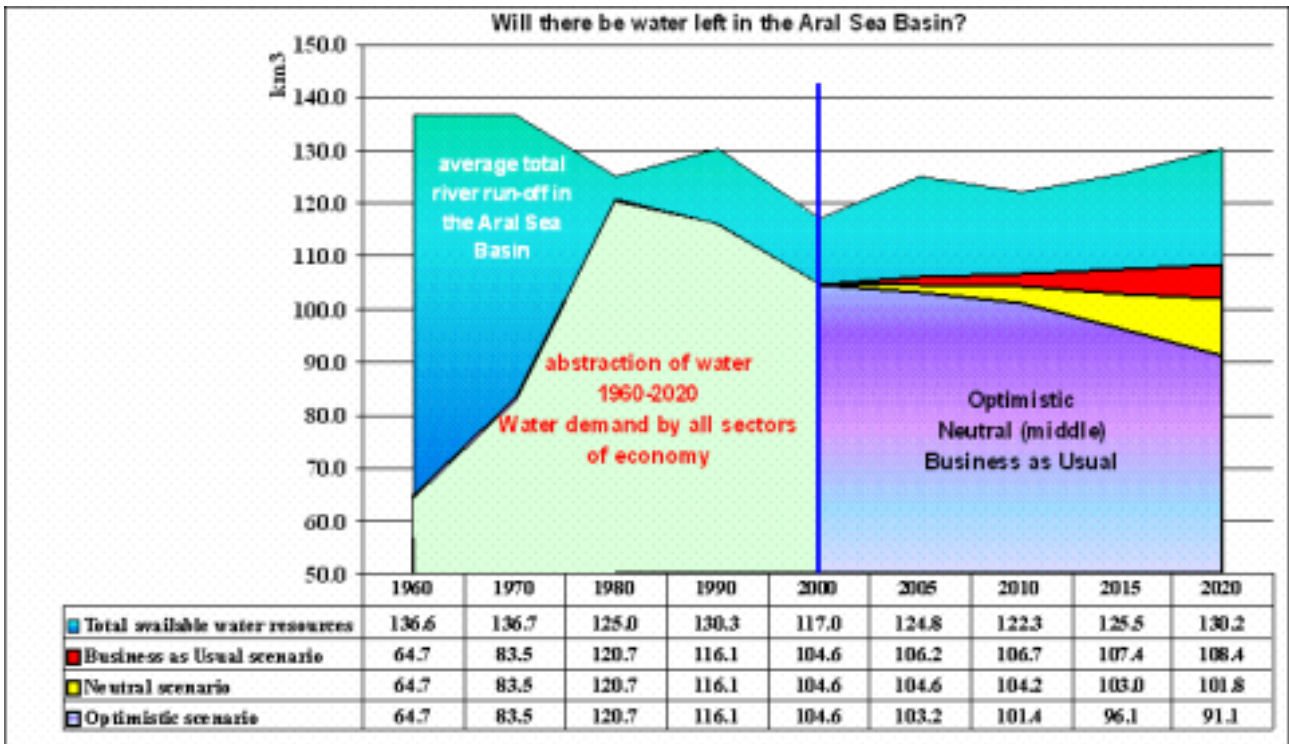 Will there be water left in the Aral Sea Basin?
km3
150.0
140.0
130.0
120.0
110.0
100.0
90.0
80.0
70.0
60.0
50.0
average total
river run-off in
the Aral Sea
Basin
abstraction of water
1960-2020
Water demand by all sectors
of economy
Optimistic
Neutral (middle)
Business as Usual
1960 1970 1980 1990 2000 2005 2010 2015 2020
Total available water resources 136.6 136.7 125.0 130.3 117.0 124.8 122.3 125.5 130.2
Business as Usual scenario 64.7 83.5 120.7 116.1 104.6 106.2 106.7 107.4 108.4
Neutral scenario 64.7 83.5 120.7 116.1 104.6 104.6 104.2 103.0 101.8
Optimistic scenario 64.7 83.5 120.7 116.1 104.6 103.2 101.4 96.1 91.1